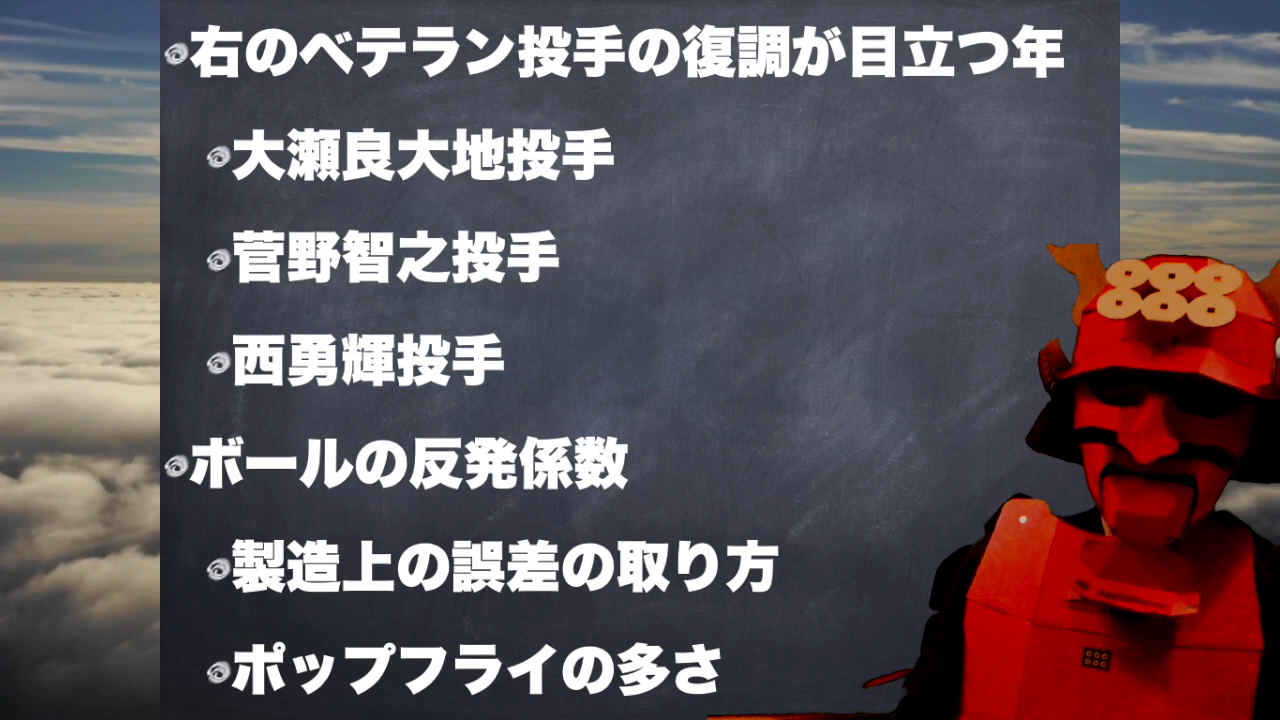 右のベテラン投手の復調が目立つ年
大瀬良大地投手
菅野智之投手
西勇輝投手
ボールの反発係数
製造上の誤差の取り方
ポップフライの多さ